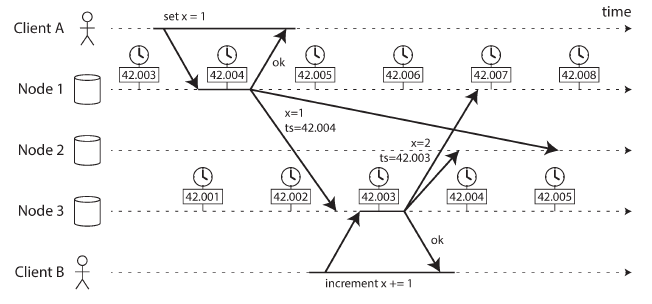 time
set x = 1
Client A
ok
42.003 42.004 42.005 42.006 42.007 42.008
Node 1
x=1
ts=42.004
x=2
ts=42.003
Node 2
42.001 42.002 42.003 42.004 42.005
Node 3
ok
Client B
increment x += 1